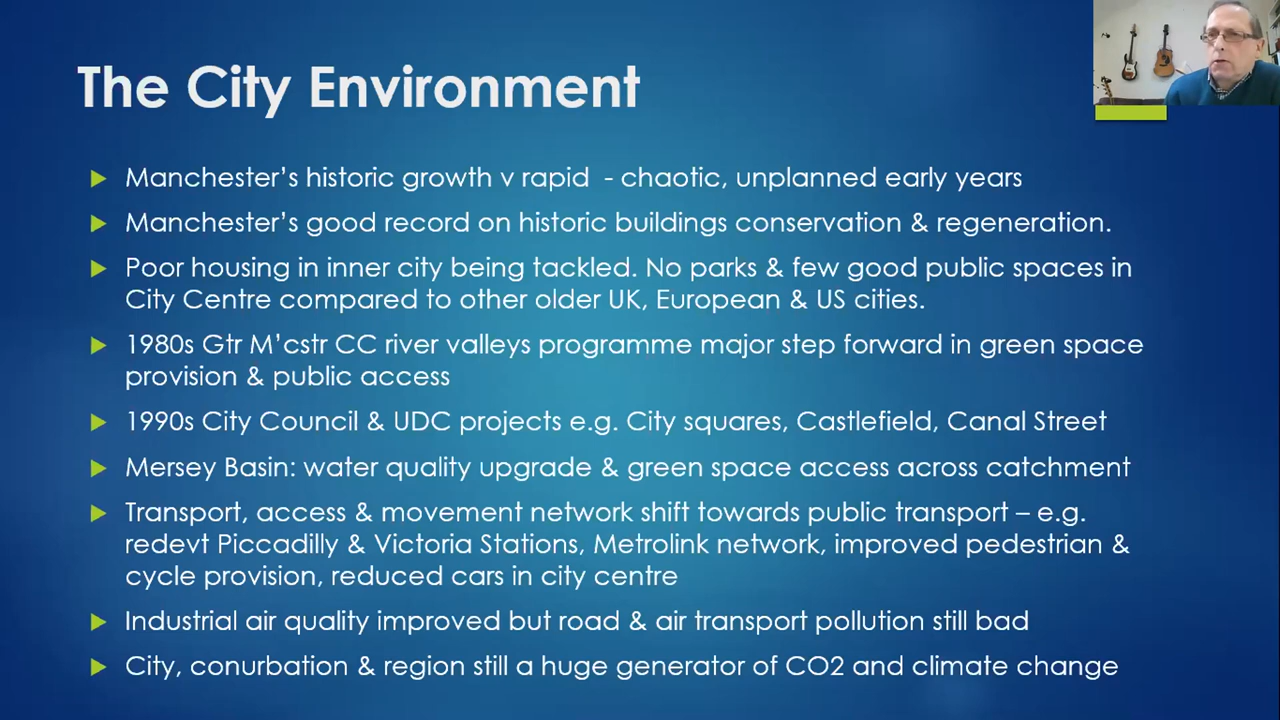 The City Environment
Manchester’s historic growth v rapid  - chaotic, unplanned early years
Manchester’s good record on historic buildings conservation & regeneration.
Poor housing in inner city being tackled. No parks & few good public spaces in
City Centre compared to other older UK, European & US cities.
1980s Gtr M’cstr CC river valleys programme major step forward in green space
provision & public access
1990s City Council & UDC projects e.g. City squares, Castlefield, Canal Street
Mersey Basin: water quality upgrade & green space access across catchment
Transport, access & movement network shift towards public transport – e.g.
redevt Piccadilly & Victoria Stations, Metrolink network, improved pedestrian &
cycle provision, reduced cars in city centre
Industrial air quality improved but road & air transport pollution still bad
City, conurbation & region still a huge generator of CO2 and climate change